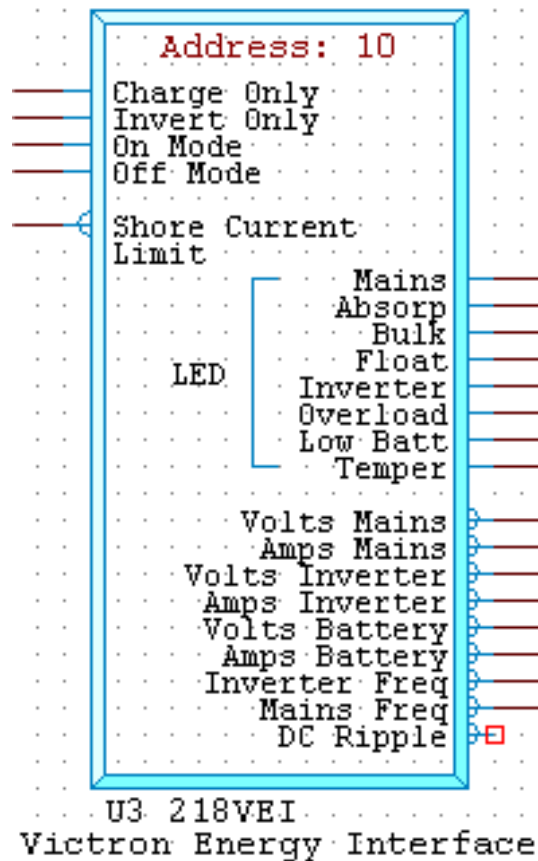 Address: 10
Charge Only
Invert Only
On Mode
Off Mode
Shore Current
Limit
Mains
Absorp
Bulk
Float
LED
Inverter
Overload
Low Batt
Temper
Volts Mains
Amps Mains
Volts Inverter
Amps Inverter
Volts Battery
Amps Battery
Inverter Freq
Mains Freq
DC Ripple
U3 218VEI
Victron Energy Interface